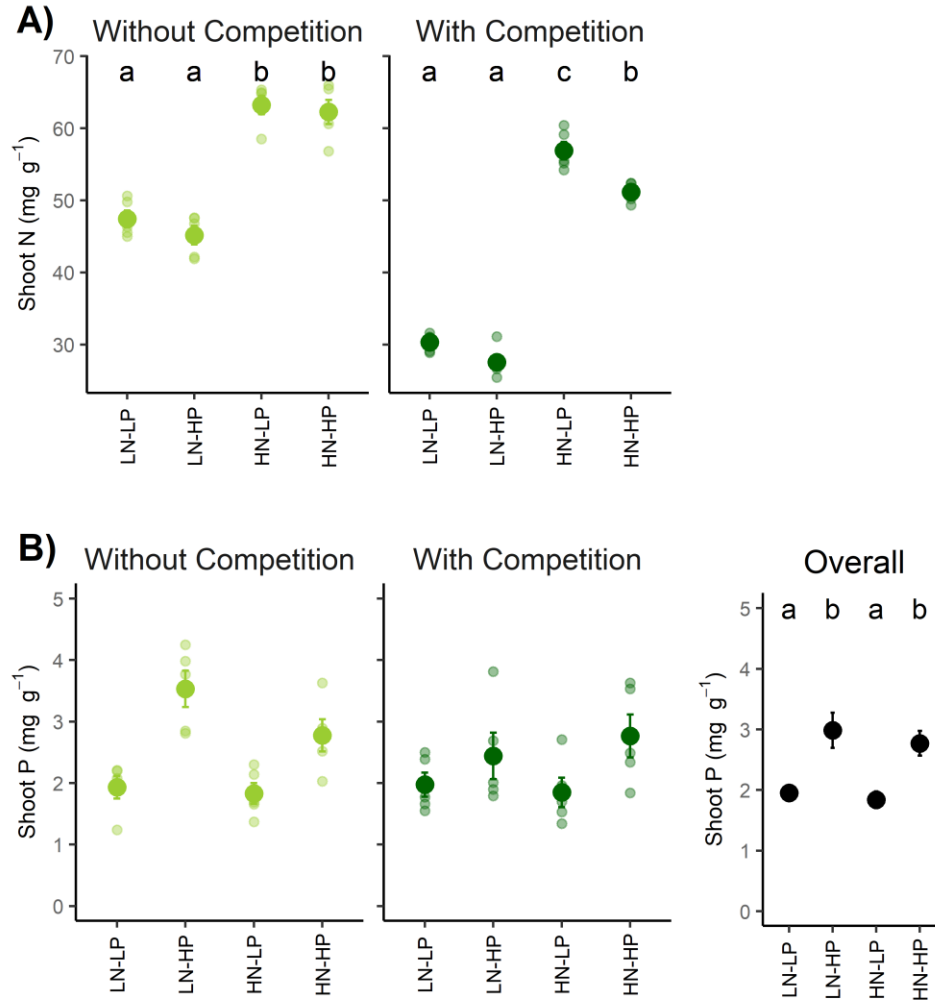 A)
Without Competition
With Competition
a a b b
a a c b
70
60
50
40
30
Shoot N (mg g⁻¹)
LN-LP
LN-HP
HN-LP
HN-HP
LN-LP
LN-HP
HN-LP
HN-HP
B)
Without Competition
With Competition
Overall
a b a b
5
4
3
2
1
0
Shoot P (mg g⁻¹)
5
4
3
2
1
0
Shoot P (mg g⁻¹)
LN-LP
LN-HP
HN-LP
HN-HP
LN-LP
LN-HP
HN-LP
HN-HP
LN-LP
LN-HP
HN-LP
HN-HP